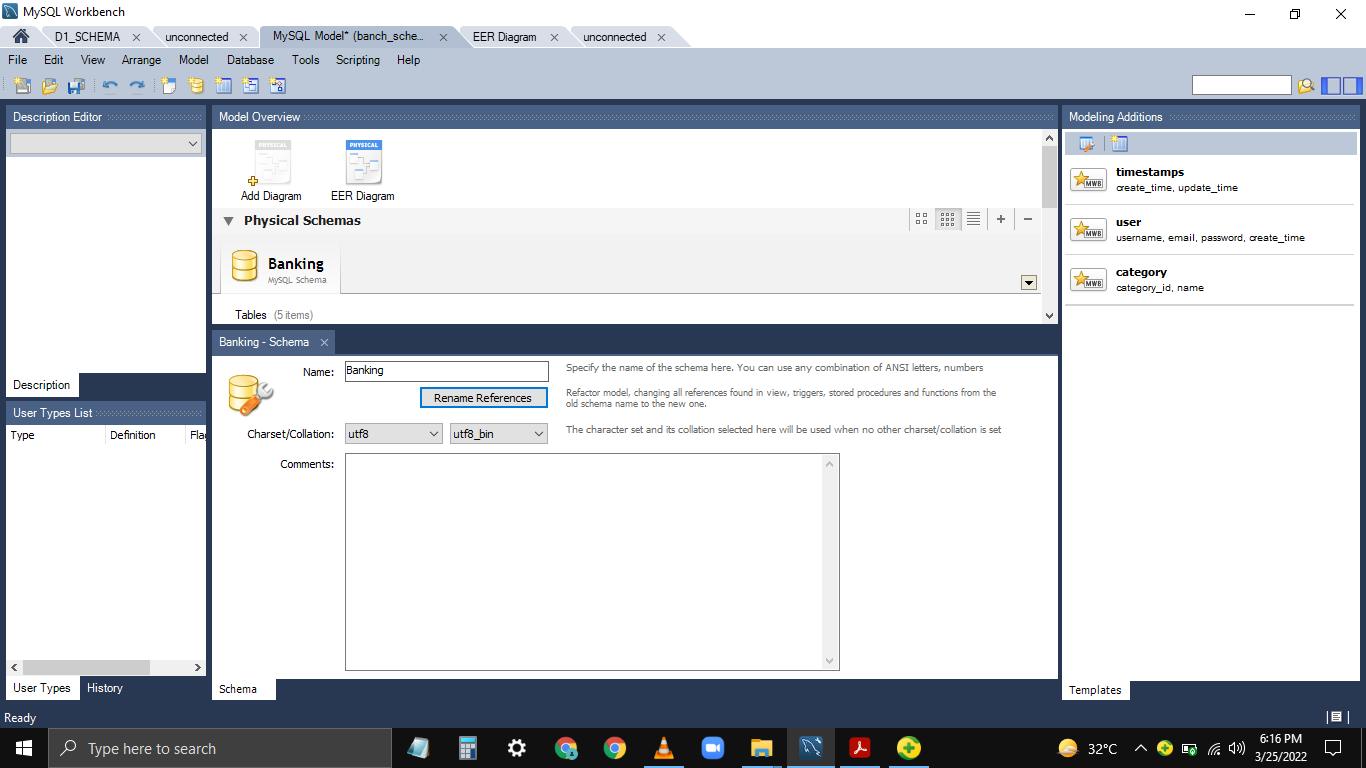 MySQL Workbench
D1_SCHEMA
unconnected
MySQL Model* (banch_sche...
EER Diagram
unconnected
File Edit View Arrange Model Database Tools Scripting Help
Description Editor
Description
User Types List
Type Definition Flag
User Types History
Model Overview
PHYSICAL
Add Diagram
PHYSICAL
EER Diagram
Physical Schemas
Banking
MySQL Schema
Tables (5 items)
Banking - Schema
Name: Banking
Specify the name of the schema here. You can use any combination of ANSI letters, numbers
Rename References
Refactor model, changing all references found in view, triggers, stored procedures and functions from the
old schema name to the new one.
Charset/Collation: utf8 utf8_bin
The character set and its collation selected here will be used when no other charset/collation is set
Comments:
Schema
Modeling Additions
MWB
timestamps
create_time, update_time
MWB
user
username, email, password, create_time
MWB
category
category_id, name
Templates
Ready
Type here to search
32°C
6:16 PM
3/25/2022